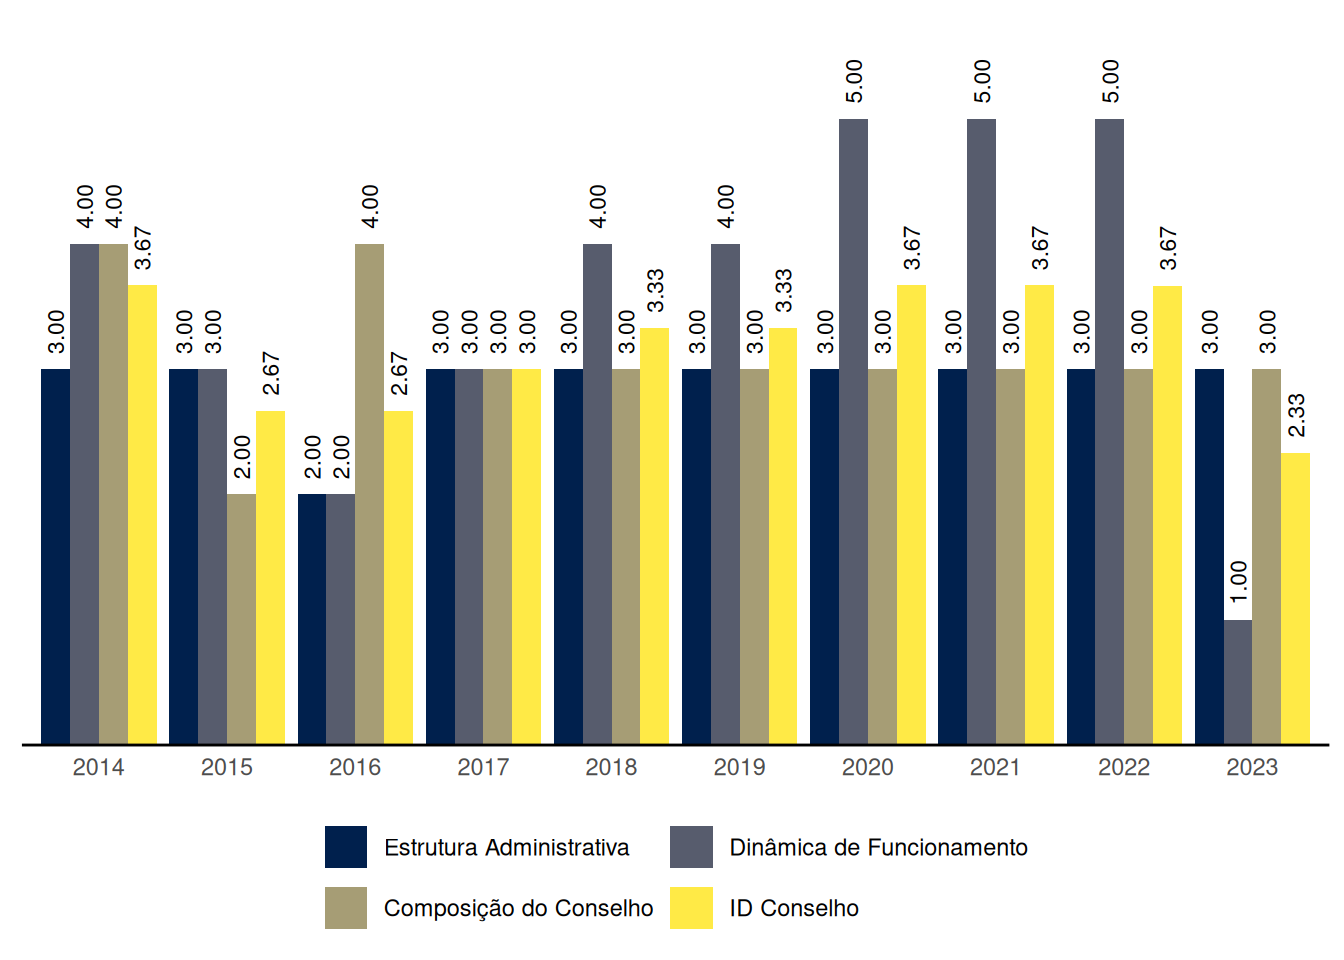 5.00 5.00 5.00
4.00 4.00 4.00 4.00 4.00
3.67 3.67 3.67 3.67
3.33 3.33
3.00 3.00 3.00 3.00 3.00 3.00 3.00 3.00 3.00 3.00 3.00 3.00 3.00 3.00 3.00 3.00 3.00 3.00 3.00
2.67 2.67
2.33
2.00 2.00 2.00
1.00
2014 2015 2016 2017 2018 2019 2020 2021 2022 2023
Estrutura Administrativa Dinâmica de Funcionamento
Composição do Conselho ID Conselho